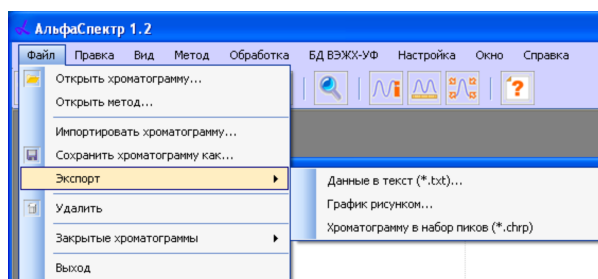 АльфаСпектр 1.2
Файл Правка Вид Метод Обработка БД ВЭЖХ-УФ Настройка Окно Справка
Открыть хроматограмму...
Открыть метод...
Импортировать хроматограмму...
Сохранить хроматограмму как...
Экспорт
Данные в текст (*.txt)...
График рисунком...
Хроматограмму в набор пиков (*.chrp)
Удалить
Закрытые хроматограммы
Выход